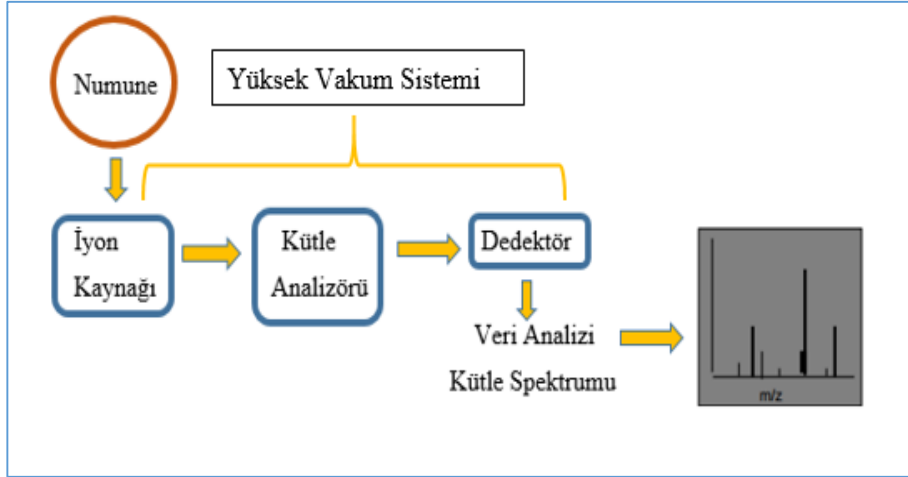 Numune
Yüksek Vakum Sistemi
İyon
Kaynağı
Kütle
Analizörü
Dedektör
Veri Analizi
Kütle Spektrumu
m/z